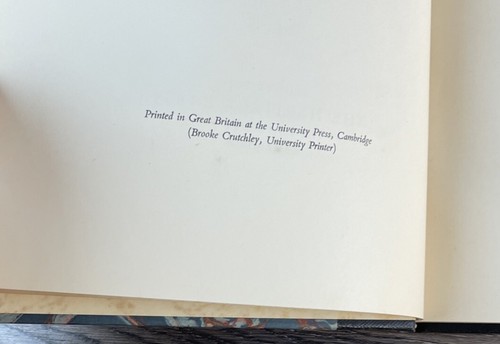 Printed in Great Britain at the University Press, Cambridge
(Brooke Crutchley, University Printer)